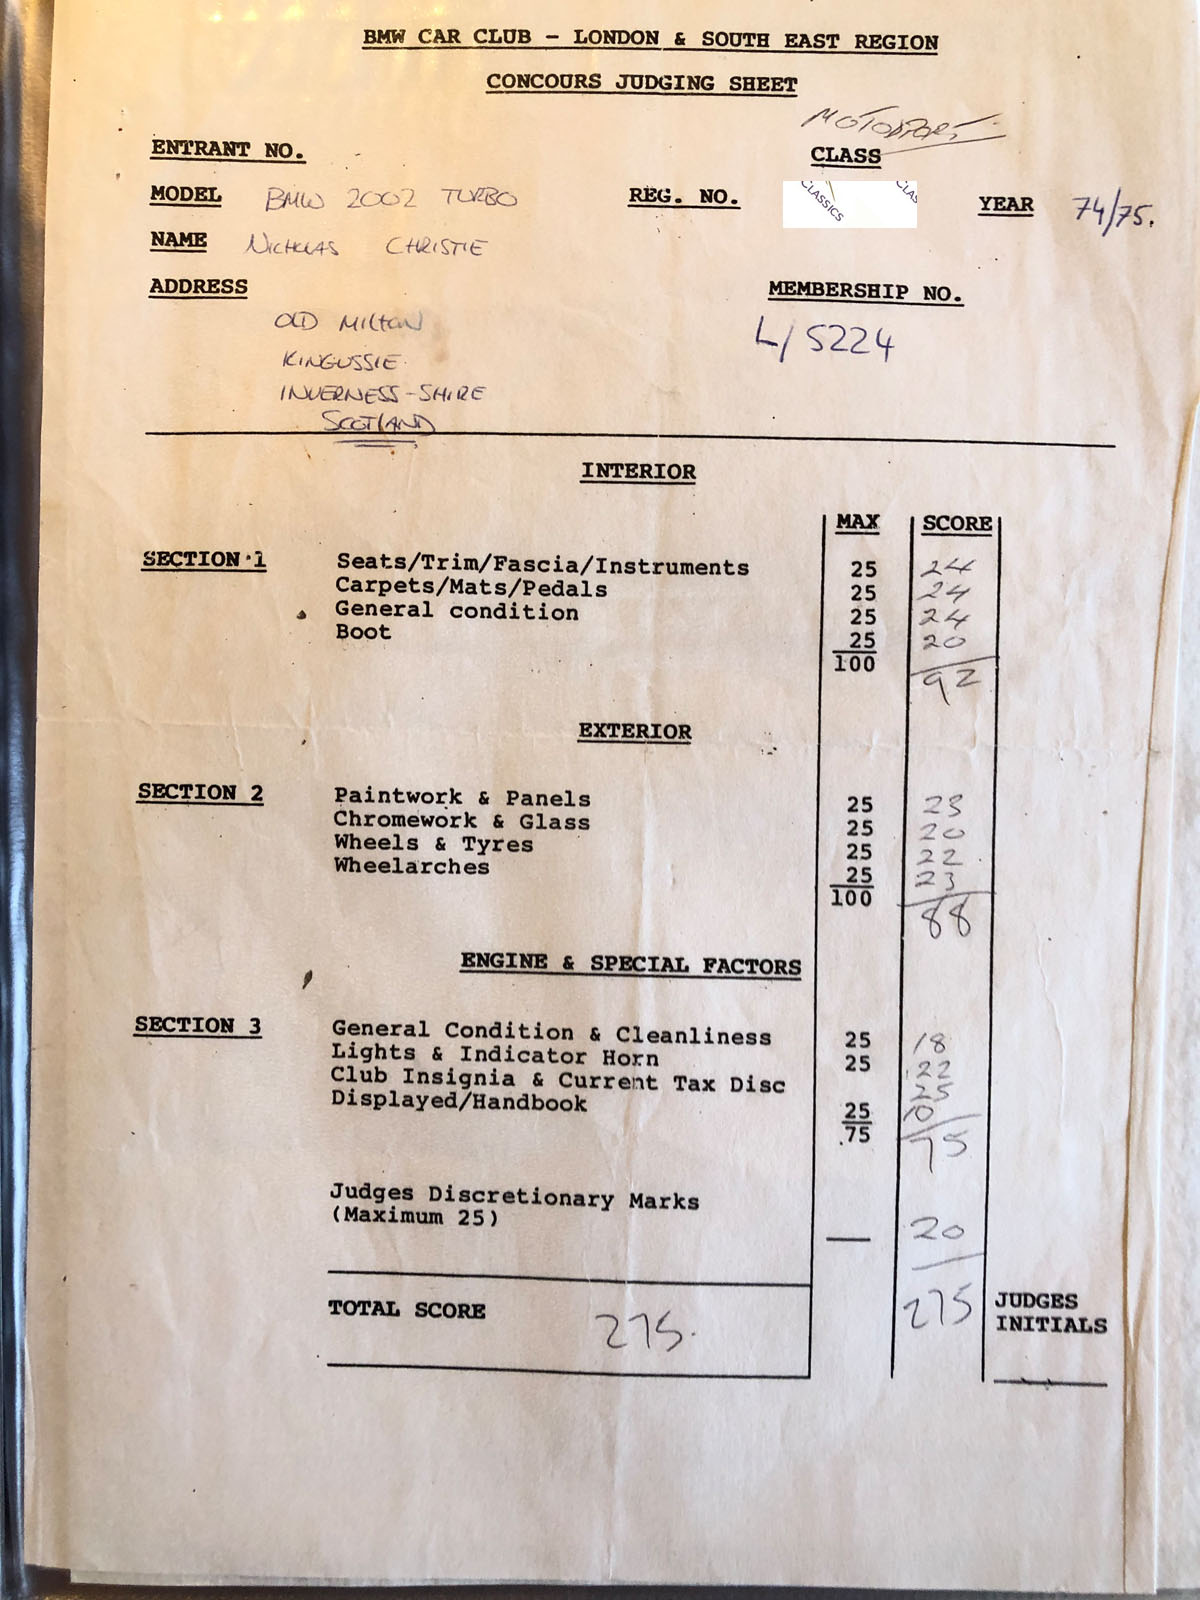 BMW CAR CLUB - LONDON & SOUTH EAST REGION
CONCOURS JUDGING SHEET
MOTORSPORT
ENTRANT NO. CLASS
MODEL BMW 2002 TURBO REG. NO. CLASSICS CLAS YEAR 74/75.
NAME NICHOLAS CHRISTIE
ADDRESS MEMBERSHIP NO.
OLD MILTON L/5224
KINGUSSIE
INVERNESS-SHIRE
SCOTLAND
INTERIOR
MAX SCORE
SECTION 1 Seats/Trim/Fascia/Instruments 25 24
Carpets/Mats/Pedals 25 24
General condition 25 24
Boot 25 20
100 92
EXTERIOR
SECTION 2 Paintwork & Panels 25 23
Chromework & Glass 25 20
Wheels & Tyres 25 22
Wheelarches 25 23
100 88
ENGINE & SPECIAL FACTORS
SECTION 3 General Condition & Cleanliness 25 18
Lights & Indicator Horn 25 22
Club Insignia & Current Tax Disc 25
Displayed/Handbook 25 10
75 75
Judges Discretionary Marks
(Maximum 25) 20
TOTAL SCORE 275. 275 JUDGES
INITIALS